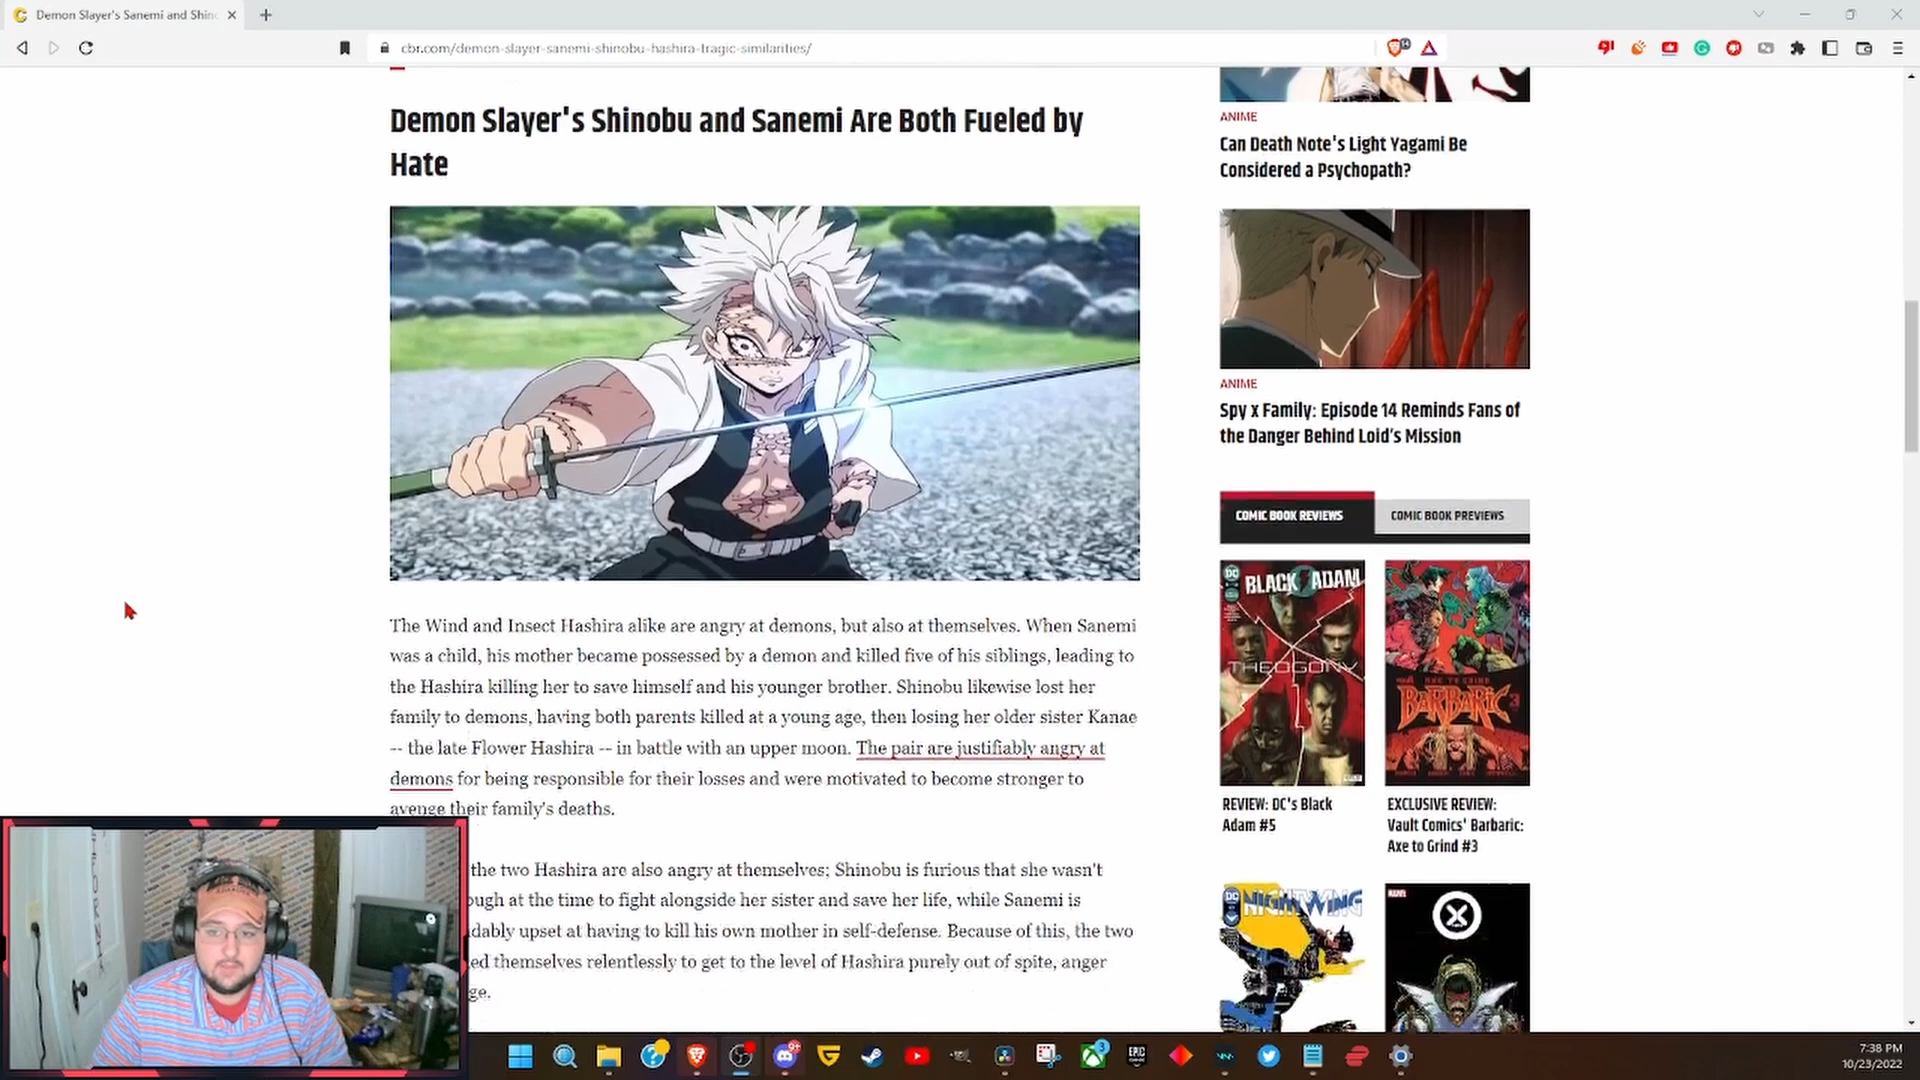 Demon Slayer's Sanemi and Shin
cbr.com/demon-slayer-sanemi-shinobu-hashira-tragic-similarities/
Demon Slayer's Shinobu and Sanemi Are Both Fueled by
Hate
The Wind and Insect Hashira alike are angry at demons, but also at themselves. When Sanemi
was a child, his mother became possessed by a demon and killed five of his siblings, leading to
the Hashira killing her to save himself and his younger brother. Shinobu likewise lost her
family to demons, having both parents killed at a young age, then losing her older sister Kanae
-- the late Flower Hashira -- in battle with an upper moon. The pair are justifiably angry at
demons for being responsible for their losses and were motivated to become stronger to
avenge their family's deaths.
the two Hashira are also angry at themselves; Shinobu is furious that she wasn't
ough at the time to fight alongside her sister and save her life, while Sanemi is
dably upset at having to kill his own mother in self-defense. Because of this, the two
ed themselves relentlessly to get to the level of Hashira purely out of spite, anger
ge.
ANIME
Can Death Note's Light Yagami Be
Considered a Psychopath?
ANIME
Spy x Family: Episode 14 Reminds Fans of
the Danger Behind Loid's Mission
COMIC BOOK REVIEWS
COMIC BOOK PREVIEWS
BLACK ADAM
THEOGONY
BARBARIC
3
REVIEW: DC's Black
Adam #5
EXCLUSIVE REVIEW:
Vault Comics' Barbaric:
Axe to Grind #3
NIGHTWING
MARVEL
X
9+
3
EPIC
7:38 PM
10/23/2022